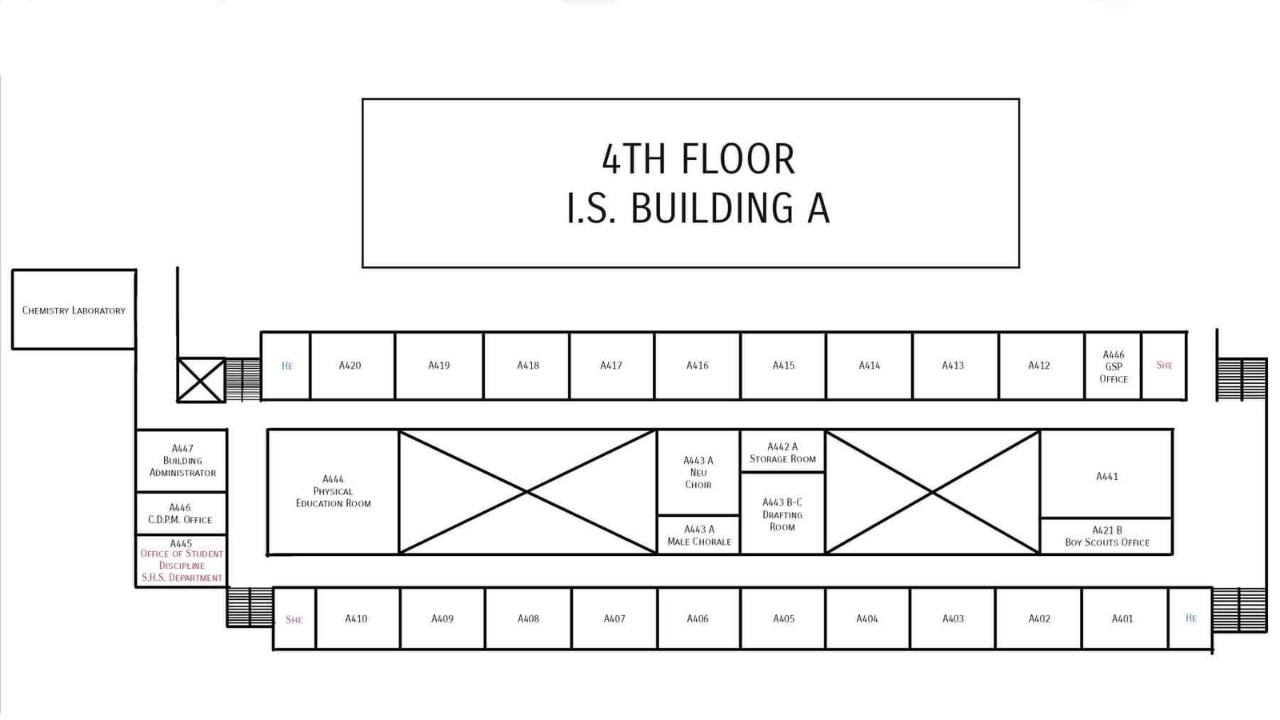 4TH FLOOR
I.S. BUILDING A
CHEMISTRY LABORATORY
HE
A420
A419
A418
A417
A416
A415
A414
A413
A412
A446
GSP
OFFICE
SHE
A447
BUILDING
ADMINISTRATOR
A446
C.D.P.M. OFFICE
A445
OFFICE OF STUDENT
DISCIPLINE
S.H.S. DEPARTMENT
A444
PHYSICAL
EDUCATION ROOM
A443 A
NEU
CHOIR
A443 A
MALE CHORALE
A442 A
STORAGE ROOM
A443 B-C
DRAFTING
ROOM
A441
A421 B
BOY SCOUTS OFFICE
SHE
A410
A409
A408
A407
A406
A405
A404
A403
A402
A401
HE